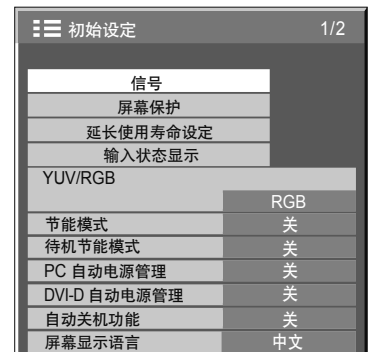 初始设定 1/2
信号
屏幕保护
延长使用寿命设定
输入状态显示
YUV/RGB
RGB
节能模式 关
待机节能模式 关
PC 自动电源管理 关
DVI-D 自动电源管理 关
自动关机功能 关
屏幕显示语言 中文